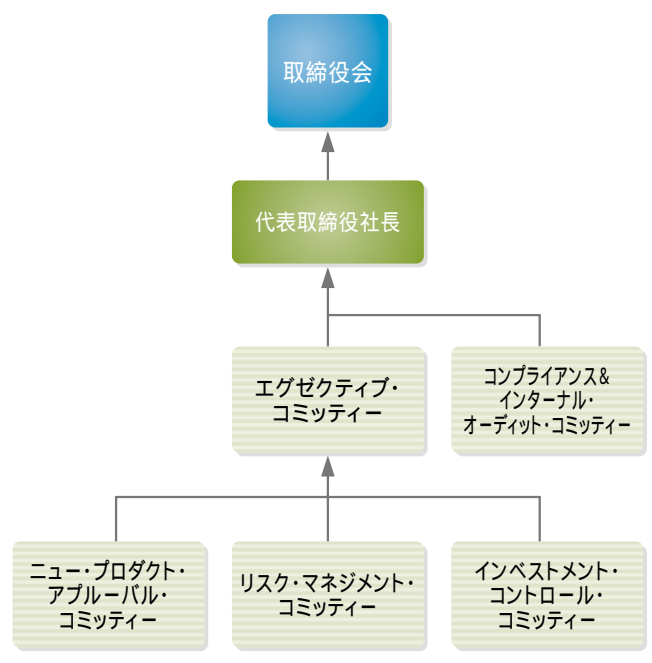 取締役会
代表取締役社長
エグゼクティブ・
コミッティー
コンプライアンス&
インターナル・
オーディット・コミッティー
ニュー・プロダクト・
アプルーバル・
コミッティー
リスク・マネジメント・
コミッティー
インベストメント・
コントロール・
コミッティー